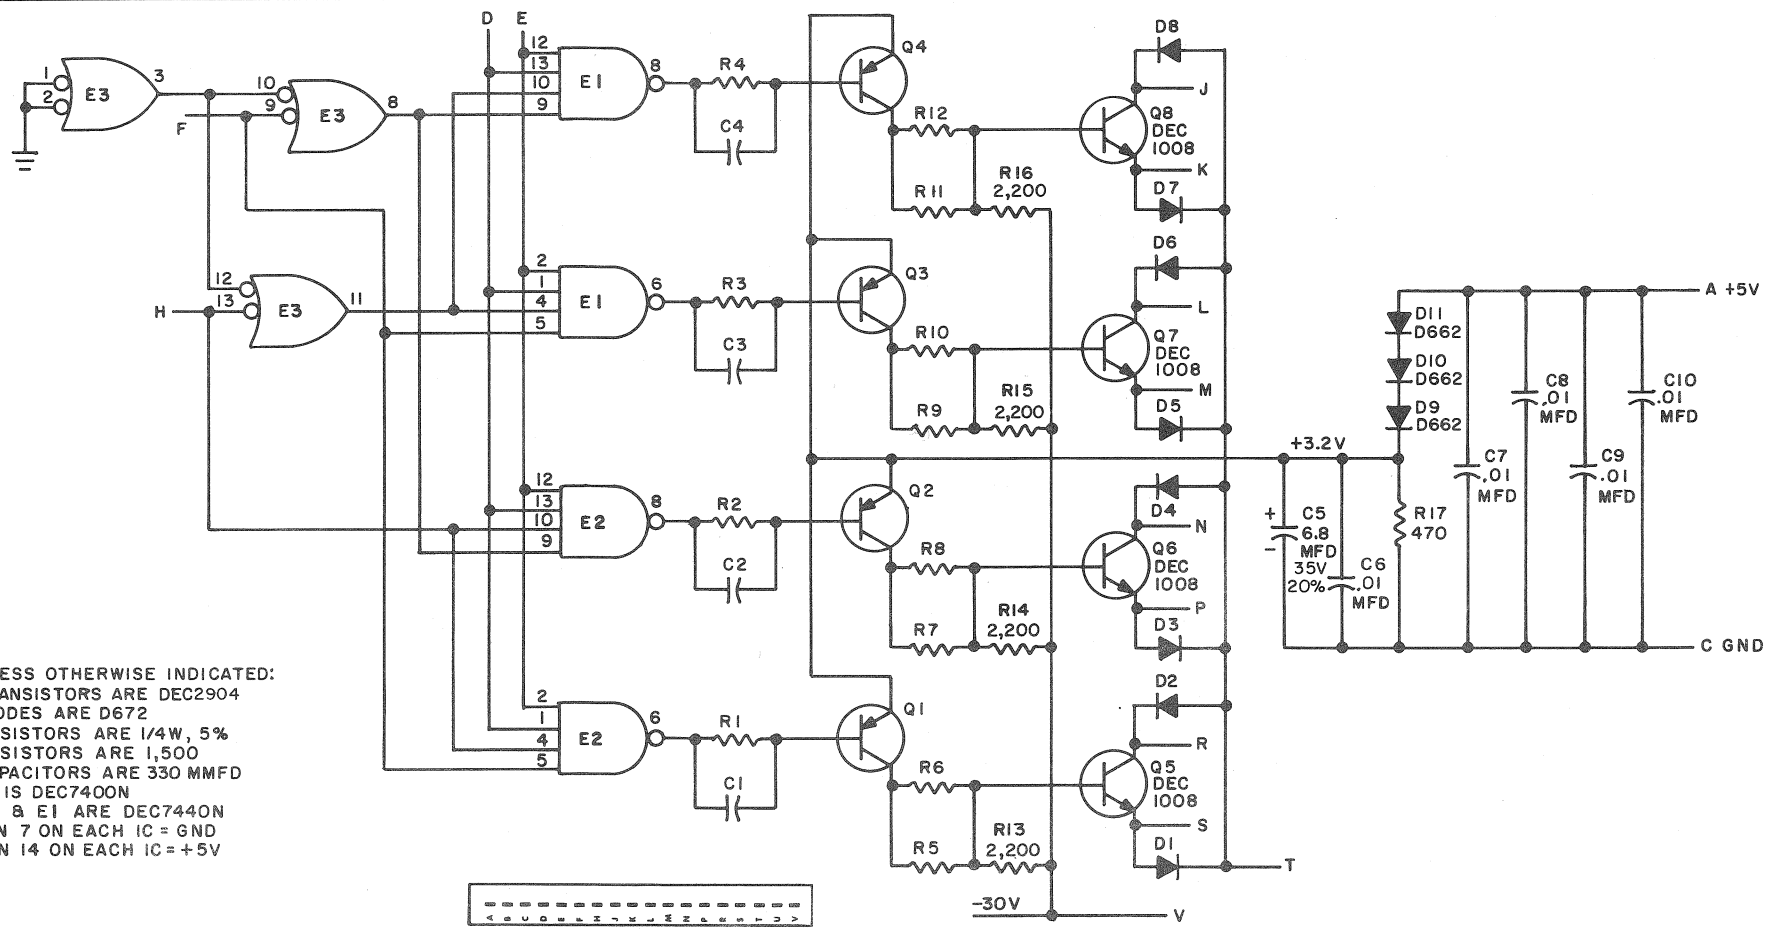 D E
12
13
10
9
E1
8
R4
C4
Q4
R12
R11
R16
2,200
D8
J
Q8
DEC
1008
K
D7
1
2
E3
3
10
9
E3
8
F
2
1
4
5
E1
6
R3
C3
Q3
R10
R9
R15
2,200
D6
L
Q7
DEC
1008
M
D5
H
12
13
E3
11
12
13
10
9
E2
8
R2
C2
Q2
R8
R7
R14
2,200
D4
N
Q6
DEC
1008
P
D3
2
1
4
5
E2
6
R1
C1
Q1
R6
R5
R13
2,200
D2
R
Q5
DEC
1008
S
D1
T
-30V
V
A +5V
D11
D662
D10
D662
D9
D662
+3.2V
C8
.01
MFD
C10
.01
MFD
C7
.01
MFD
C9
.01
MFD
+
-
C5
6.8
MFD
35V
20%
C6
.01
MFD
R17
470
C GND
ESS OTHERWISE INDICATED:
ANSISTORS ARE DEC2904
ODES ARE D672
SISTORS ARE 1/4W, 5%
SISTORS ARE 1,500
PACITORS ARE 330 MMFD
IS DEC7400N
& E1 ARE DEC7440N
N 7 ON EACH IC = GND
N 14 ON EACH IC = +5V
A B C D E F H J K L M N P R S T U V